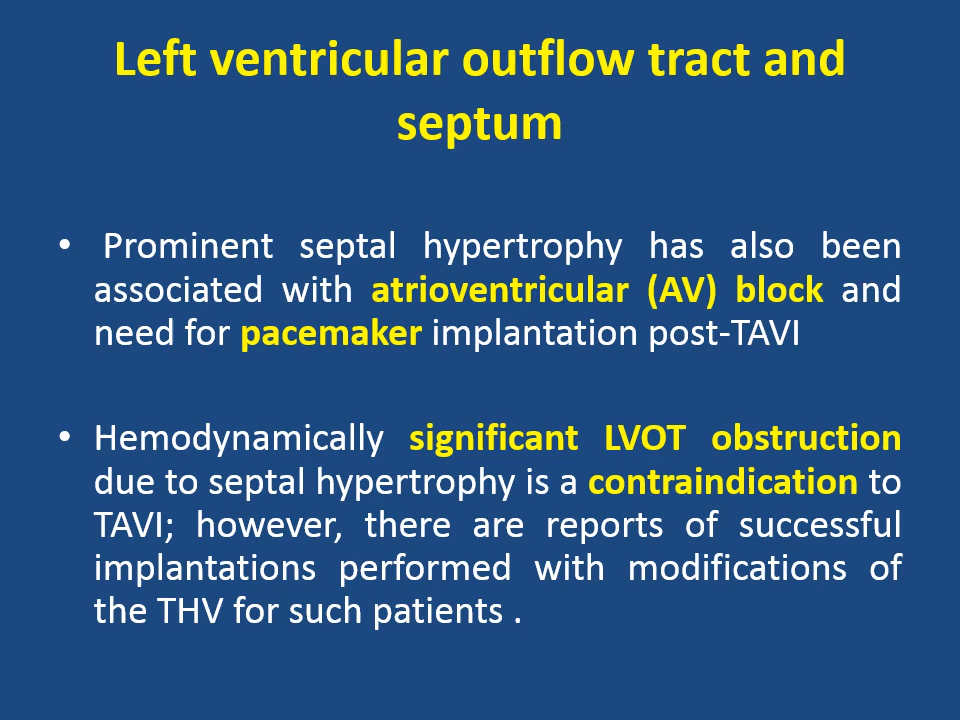 Left ventricular outflow tract and
septum
• Prominent septal hypertrophy has also been
associated with atrioventricular (AV) block and
need for pacemaker implantation post-TAVI
• Hemodynamically significant LVOT obstruction
due to septal hypertrophy is a contraindication to
TAVI; however, there are reports of successful
implantations performed with modifications of
the THV for such patients .